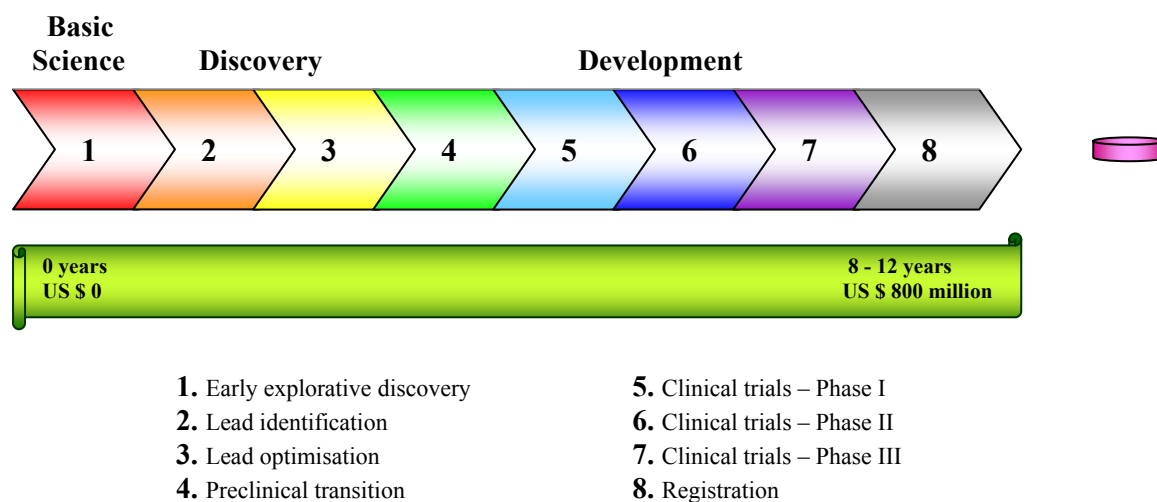 Basic
Science
Discovery
Development
1
2
3
4
5
6
7
8
0 years
US $ 0
8 - 12 years
US $ 800 million
1. Early explorative discovery
2. Lead identification
3. Lead optimisation
4. Preclinical transition
5. Clinical trials – Phase I
6. Clinical trials – Phase II
7. Clinical trials – Phase III
8. Registration